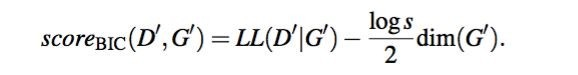 score_BIC(D′, G′) = LL(D′|G′) − (log s / 2) dim(G′).